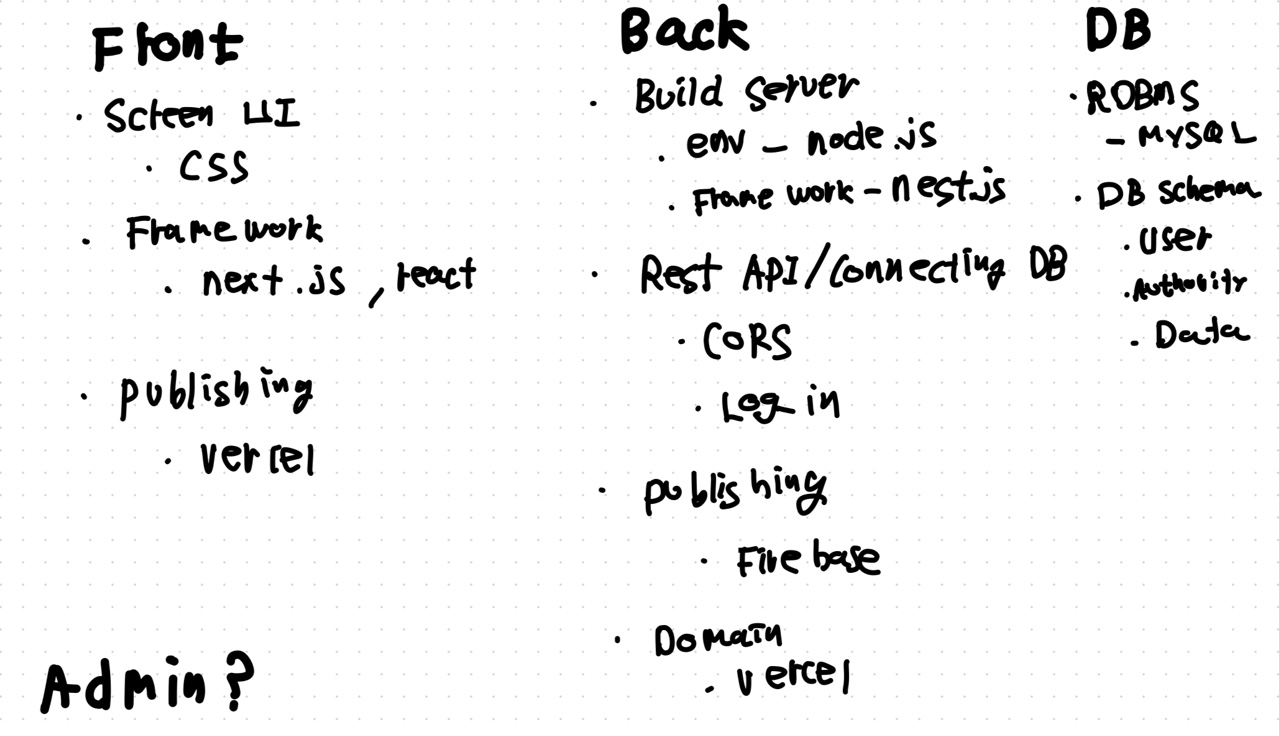 Front
· Screen UI
· CSS
· Framework
· next.js, react
· publishing
· vercel
Admin?
Back
· Build server
· env - node.js
· Frame work - nest.js
· Rest API/connecting DB
· CORS
· Log in
· publishing
· Firebase
· Domain
· vercel
DB
· RDBMS
- MYSQL
· DB schema
· User
· Authority
· Data